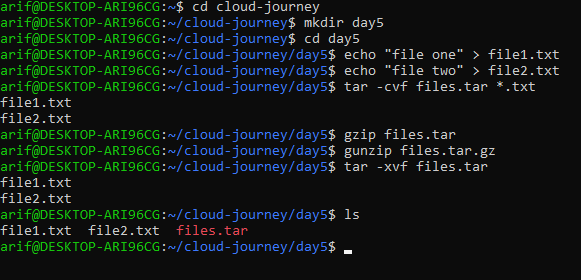 arif@DESKTOP-ARI96CG:~$ cd cloud-journey
arif@DESKTOP-ARI96CG:~/cloud-journey$ mkdir day5
arif@DESKTOP-ARI96CG:~/cloud-journey$ cd day5
arif@DESKTOP-ARI96CG:~/cloud-journey/day5$ echo "file one" > file1.txt
arif@DESKTOP-ARI96CG:~/cloud-journey/day5$ echo "file two" > file2.txt
arif@DESKTOP-ARI96CG:~/cloud-journey/day5$ tar -cvf files.tar *.txt
file1.txt
file2.txt
arif@DESKTOP-ARI96CG:~/cloud-journey/day5$ gzip files.tar
arif@DESKTOP-ARI96CG:~/cloud-journey/day5$ gunzip files.tar.gz
arif@DESKTOP-ARI96CG:~/cloud-journey/day5$ tar -xvf files.tar
file1.txt
file2.txt
arif@DESKTOP-ARI96CG:~/cloud-journey/day5$ ls
file1.txt  file2.txt  files.tar
arif@DESKTOP-ARI96CG:~/cloud-journey/day5$